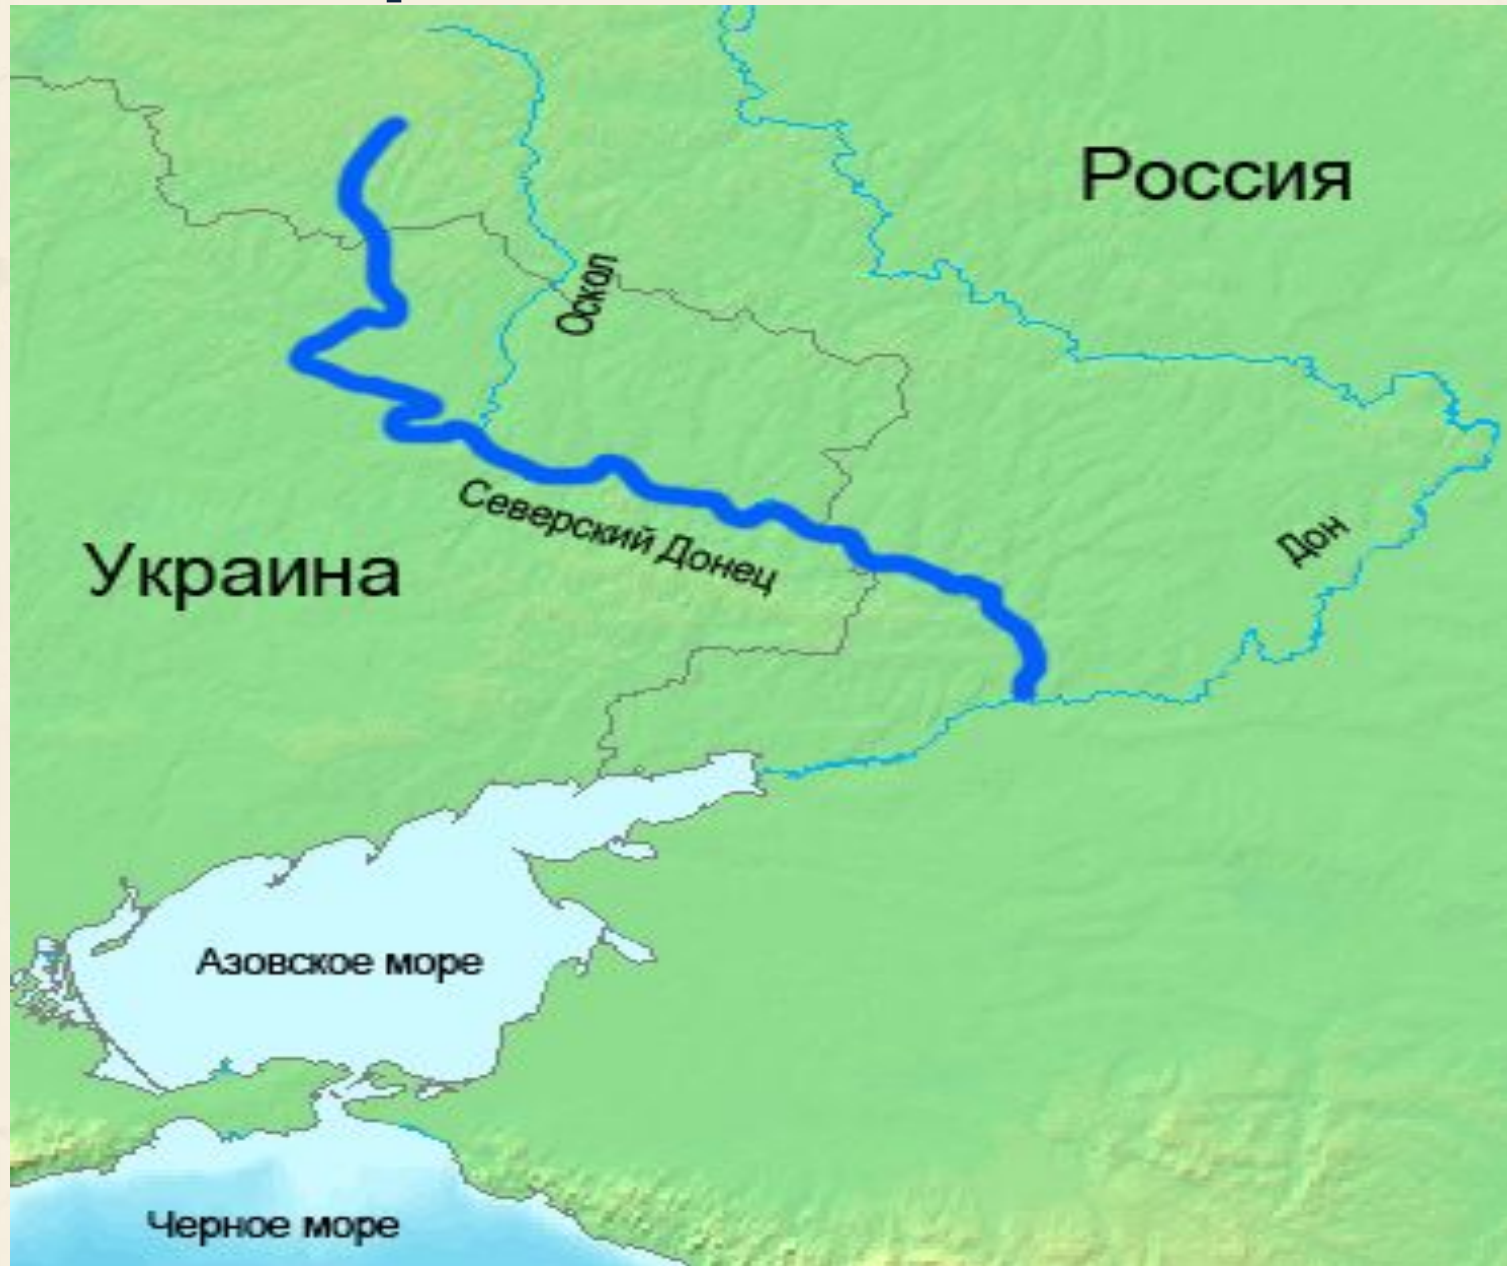 Россия
Оскол
Северский Донец
Дон
Украина
Азовское море
Черное море